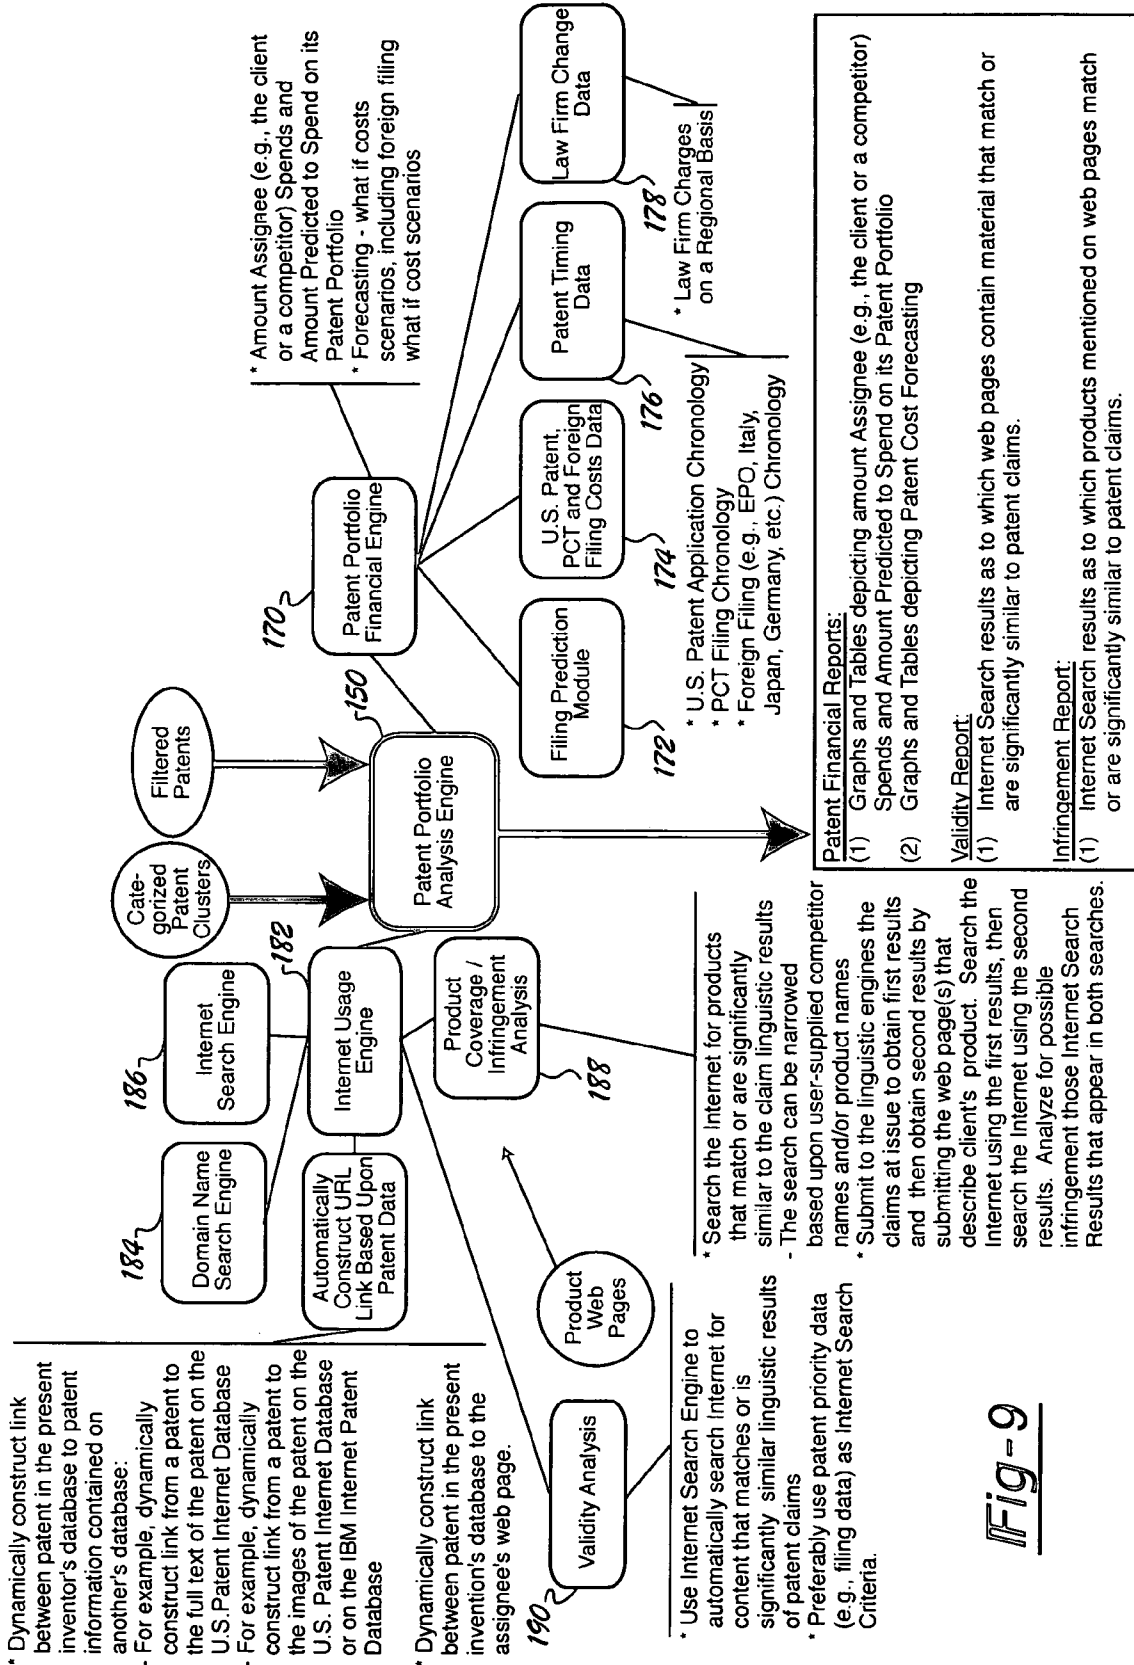 * Dynamically construct link
between patent in the present
inventor's database to patent
information contained on
another's database:
- For example, dynamically
construct link from a patent to
the full text of the patent on the
U.S.Patent Internet Database
- For example, dynamically
construct link from a patent to
the images of the patent on the
U.S. Patent Internet Database
or on the IBM Internet Patent
Database
* Dynamically construct link
between patent in the present
invention's database to the
assignee's web page.
184
Domain Name
Search Engine
186
Internet
Search Engine
Cate-
gorized
Patent
Clusters
Filtered
Patents
Automatically
Construct URL
Link Based Upon
Patent Data
182
Internet Usage
Engine
150
Patent Portfolio
Analysis Engine
170
Patent Portfolio
Financial Engine
* Amount Assignee (e.g., the client
or a competitor) Spends and
Amount Predicted to Spend on its
Patent Portfolio
* Forecasting - what if costs
scenarios, including foreign filing
what if cost scenarios
Product
Coverage /
Infringement
Analysis
188
Filing Prediction
Module
172
U.S. Patent,
PCT and Foreign
Filing Costs Data
174
Patent Timing
Data
176
Law Firm Change
Data
178
* Law Firm Charges
on a Regional Basis
* U.S. Patent Application Chronology
* PCT Filing Chronology
* Foreign Filing (e.g., EPO, Italy,
Japan, Germany, etc.) Chronology
190
Validity Analysis
Product
Web
Pages
* Use Internet Search Engine to
automatically search Internet for
content that matches or is
significantly similar linguistic results
of patent claims
* Preferably use patent priority data
(e.g., filing data) as Internet Search
Criteria.
* Search the Internet for products
that match or are significantly
similar to the claim linguistic results
- The search can be narrowed
based upon user-supplied competitor
names and/or product names
* Submit to the linguistic engines the
claims at issue to obtain first results
and then obtain second results by
submitting the web page(s) that
describe client's product. Search the
Internet using the first results, then
search the Internet using the second
results. Analyze for possible
infringement those Internet Search
Results that appear in both searches.
Patent Financial Reports:
(1) Graphs and Tables depicting amount Assignee (e.g., the client or a competitor)
Spends and Amount Predicted to Spend on its Patent Portfolio
(2) Graphs and Tables depicting Patent Cost Forecasting
Validity Report:
(1) Internet Search results as to which web pages contain material that match or
are significantly similar to patent claims.
Infringement Report:
(1) Internet Search results as to which products mentioned on web pages match
or are significantly similar to patent claims.
Fig-9